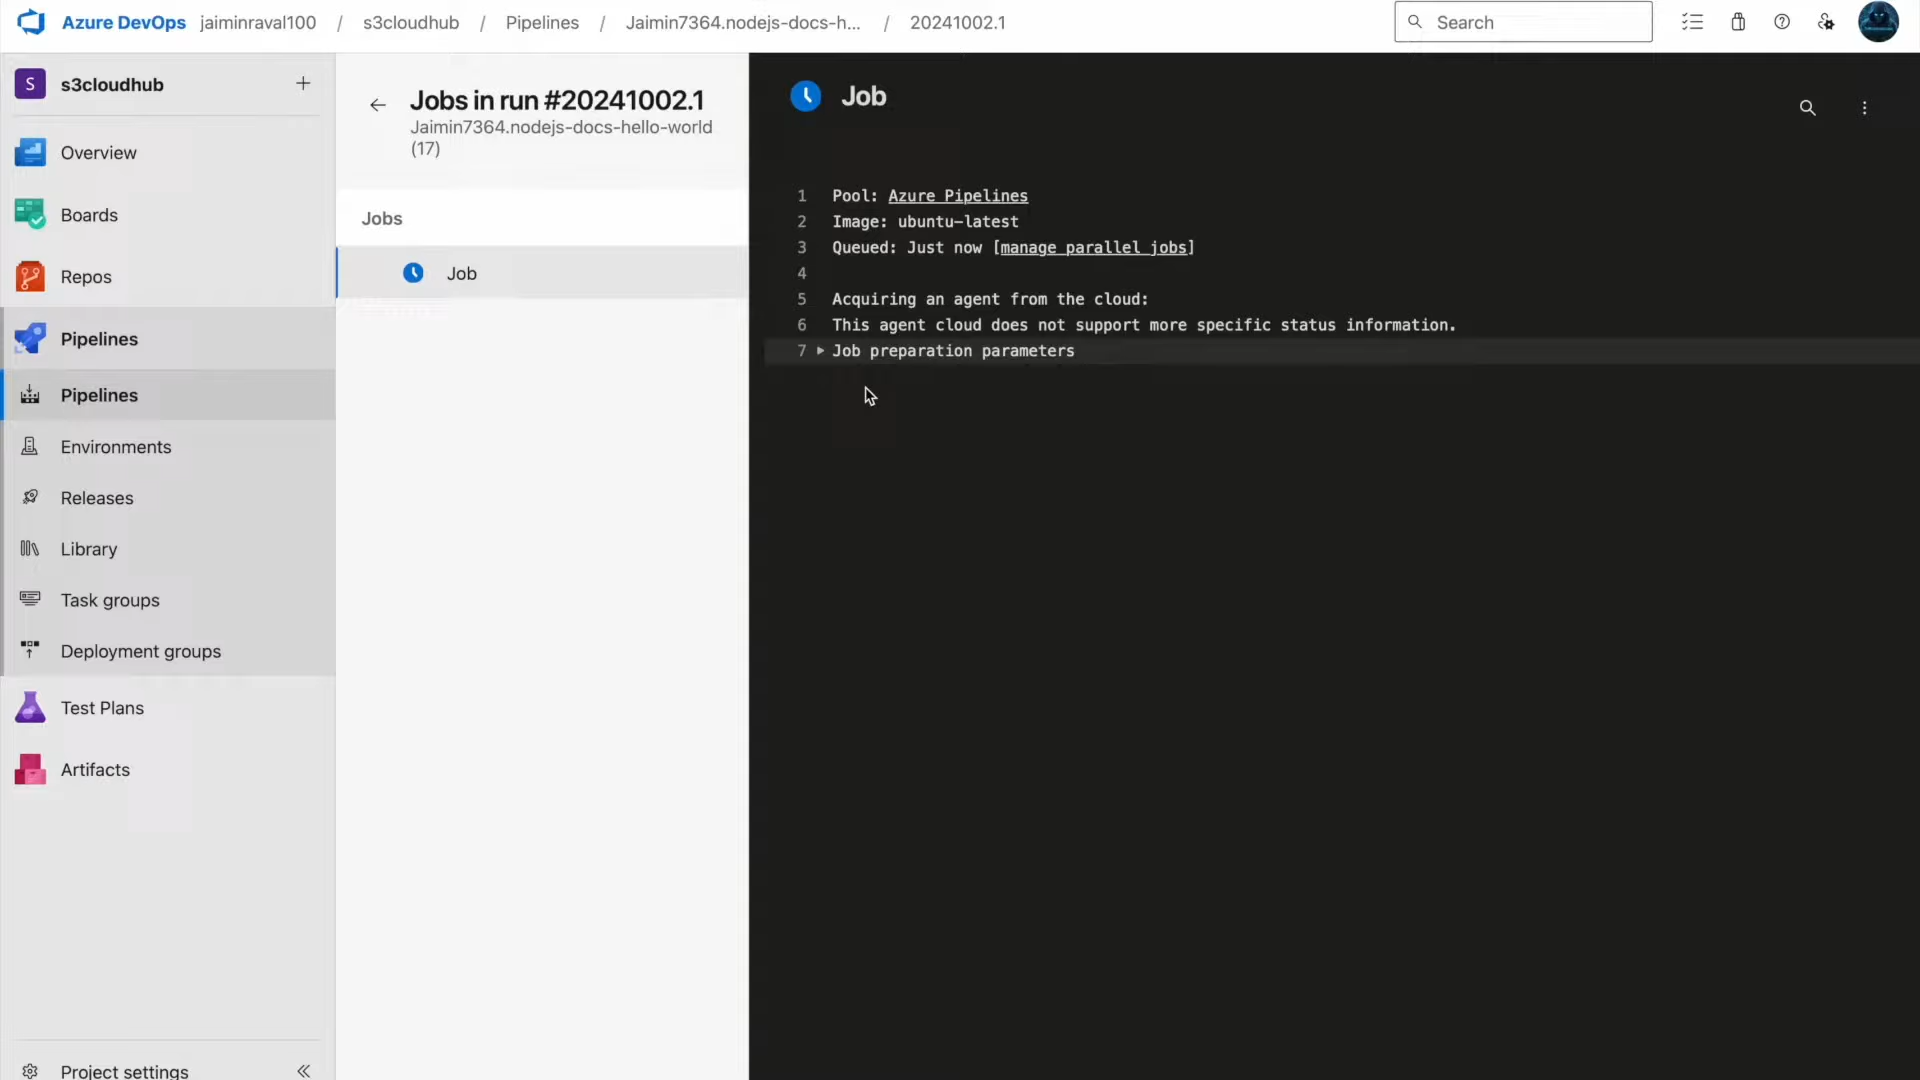 Azure DevOps jaiminraval100 / s3cloudhub / Pipelines / Jaimin7364.nodejs-docs-h... / 20241002.1
Search
S s3cloudhub
Overview
Boards
Repos
Pipelines
Pipelines
Environments
Releases
Library
Task groups
Deployment groups
Test Plans
Artifacts
Project settings
Jobs in run #20241002.1
Jaimin7364.nodejs-docs-hello-world
(17)
Jobs
Job
Job
1 Pool: Azure Pipelines
2 Image: ubuntu-latest
3 Queued: Just now [manage parallel jobs]
4
5 Acquiring an agent from the cloud:
6 This agent cloud does not support more specific status information.
7 Job preparation parameters